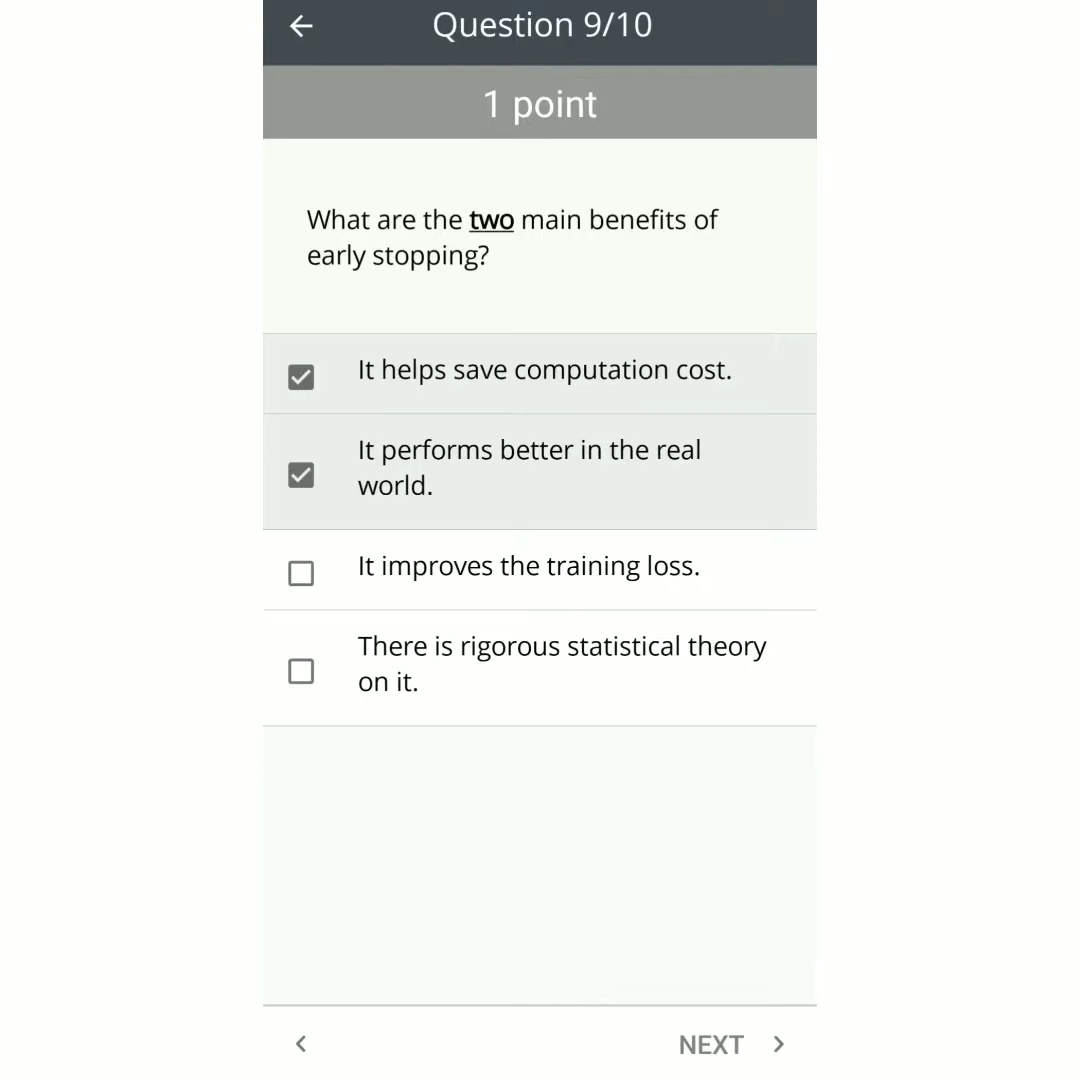 Question 9/10
1 point
What are the two main benefits of
early stopping?
It helps save computation cost.
It performs better in the real
world.
It improves the training loss.
There is rigorous statistical theory
on it.
NEXT